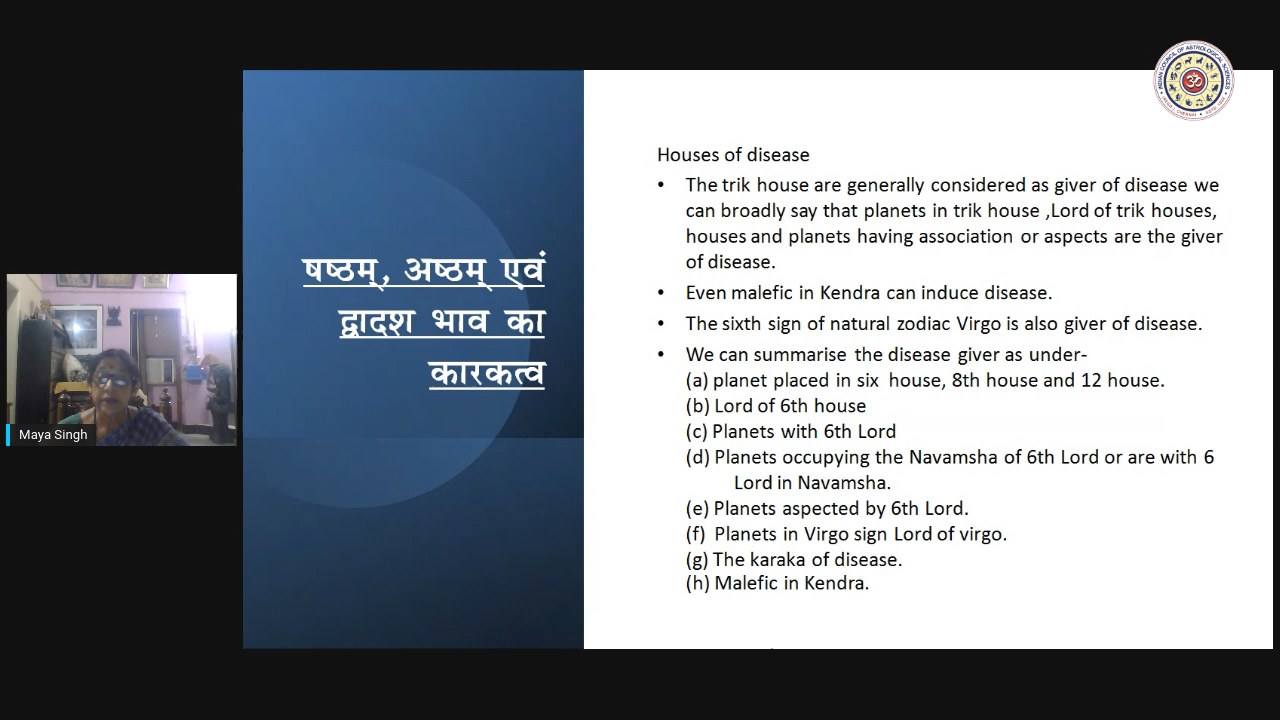 षष्ठम्, अष्ठम् एवं
द्वादश भाव का
कारकत्व
Houses of disease
• The trik house are generally considered as giver of disease we
can broadly say that planets in trik house ,Lord of trik houses,
houses and planets having association or aspects are the giver
of disease.
• Even malefic in Kendra can induce disease.
• The sixth sign of natural zodiac Virgo is also giver of disease.
• We can summarise the disease giver as under-
(a) planet placed in six house, 8th house and 12 house.
(b) Lord of 6th house
(c) Planets with 6th Lord
(d) Planets occupying the Navamsha of 6th Lord or are with 6
Lord in Navamsha.
(e) Planets aspected by 6th Lord.
(f) Planets in Virgo sign Lord of virgo.
(g) The karaka of disease.
(h) Malefic in Kendra.
Maya Singh
INDIAN COUNCIL OF ASTROLOGICAL SCIENCES
ॐ